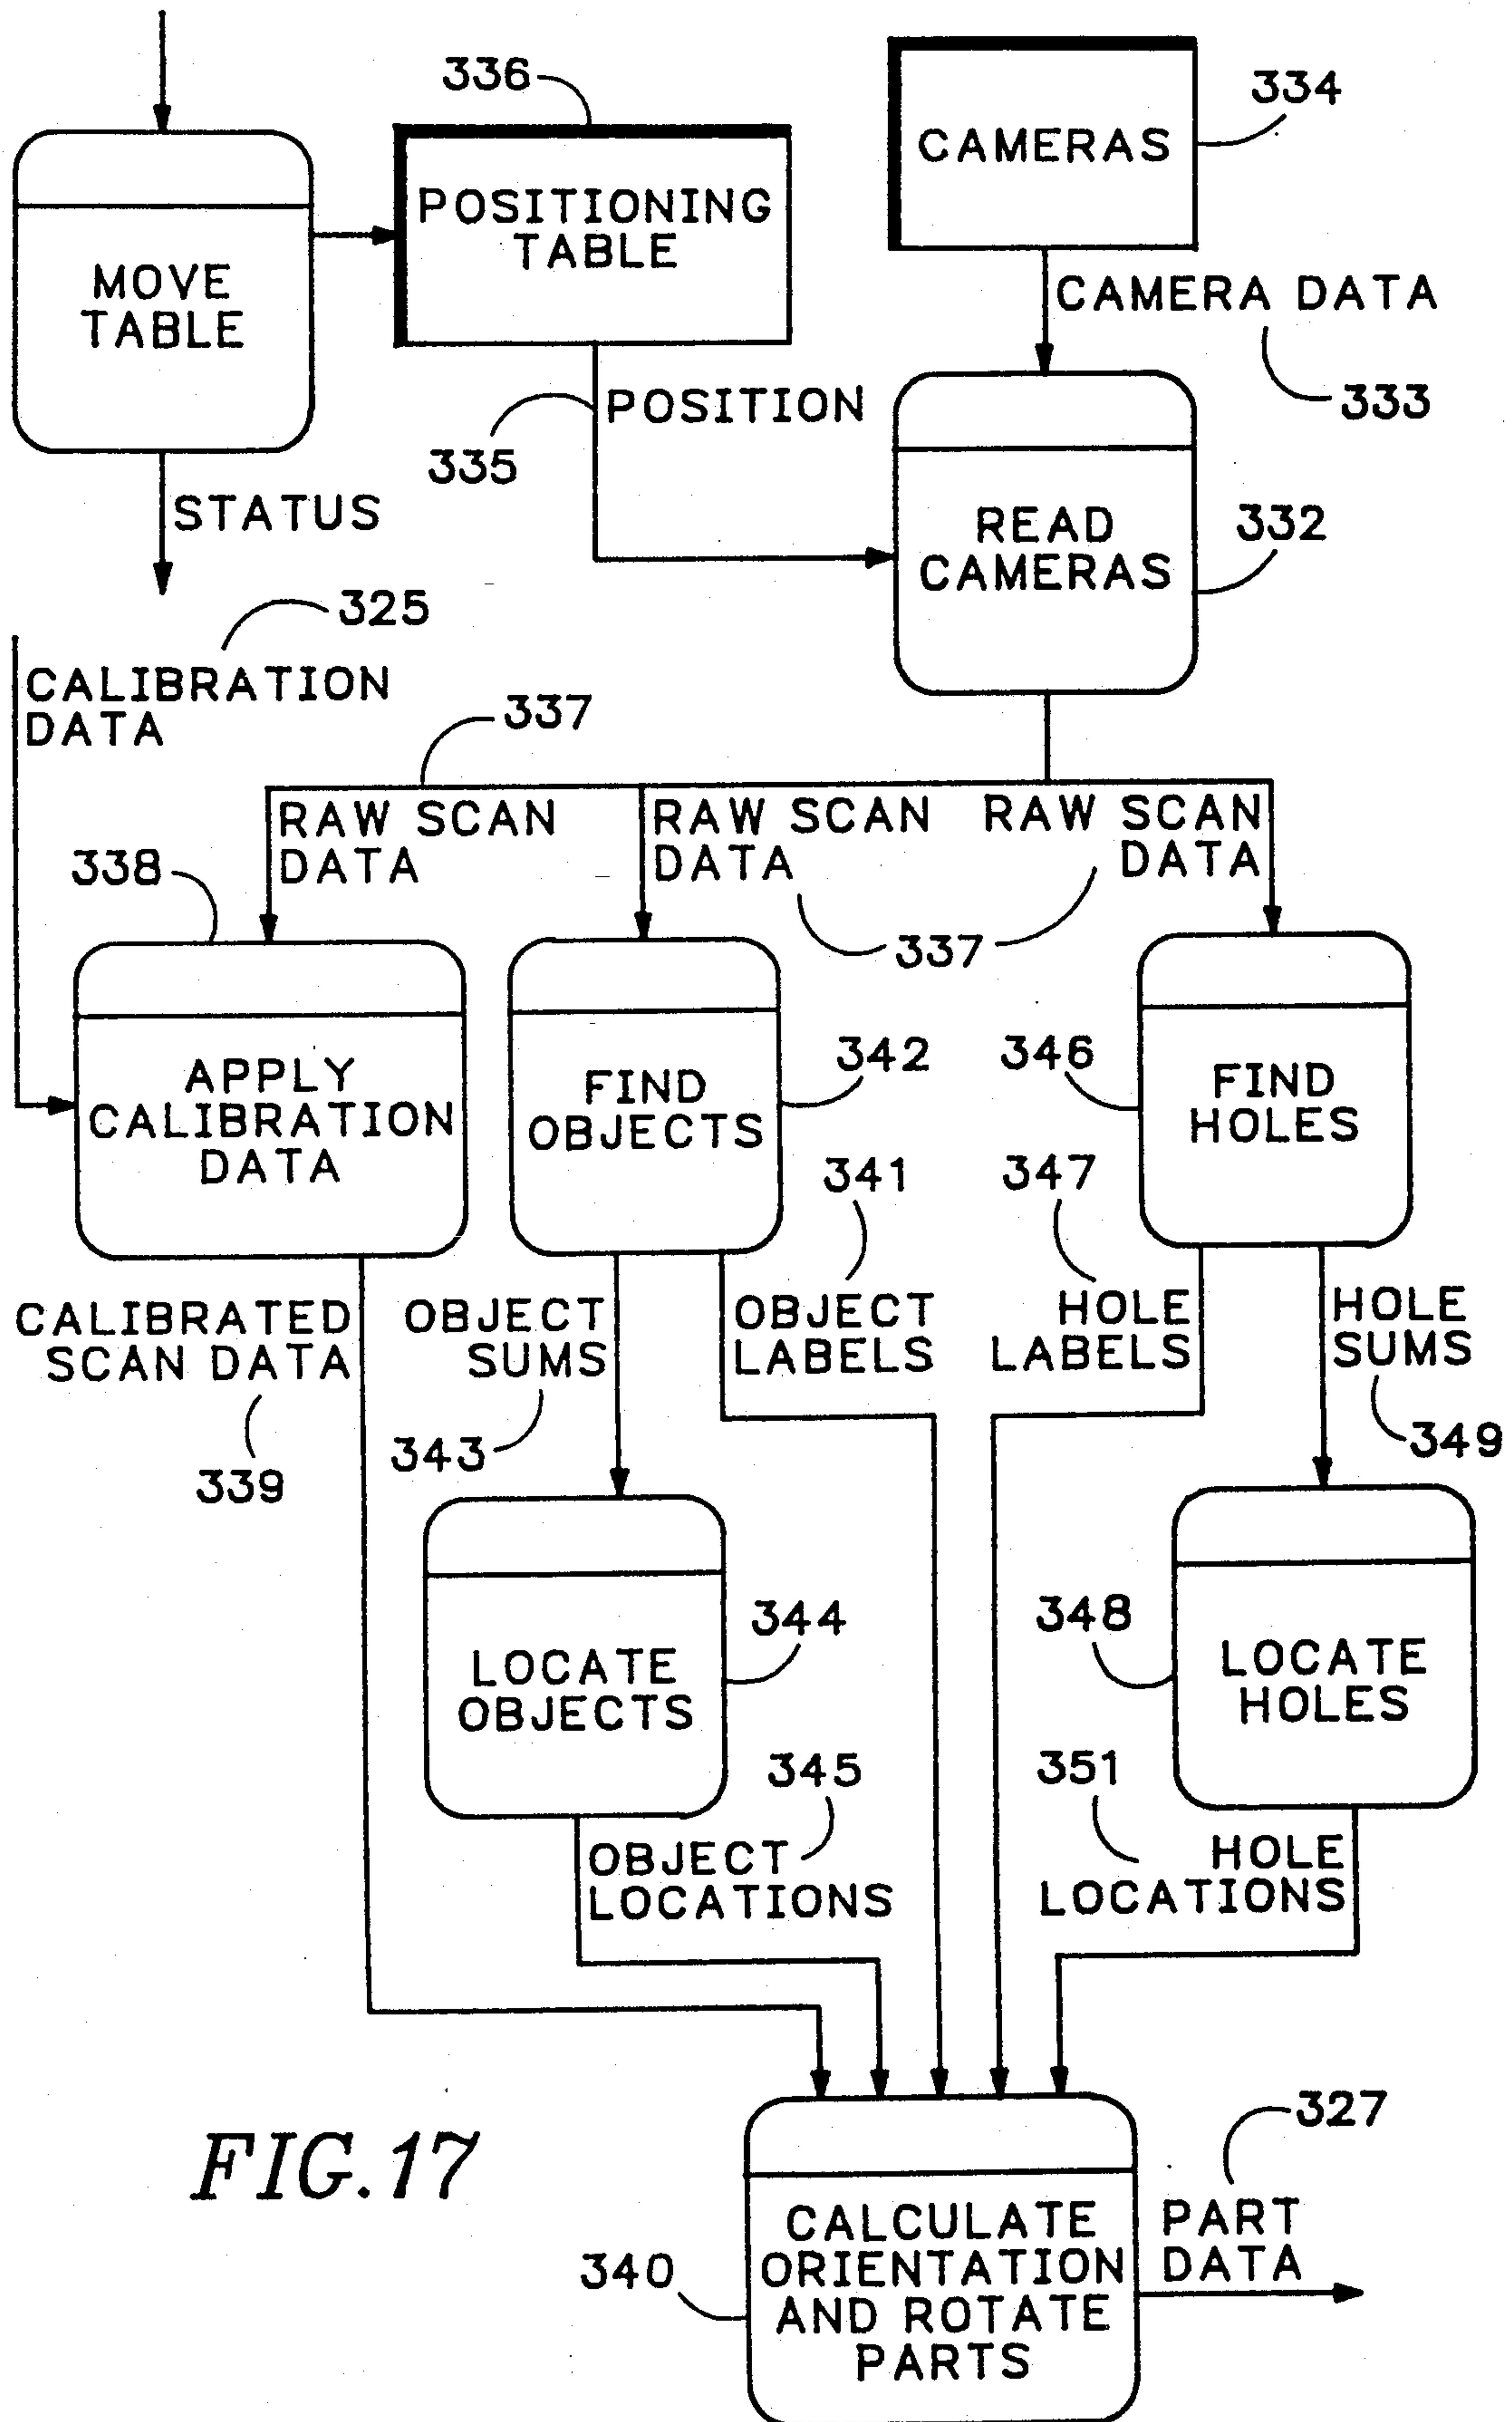 336
334
CAMERAS
POSITIONING
TABLE
MOVE
TABLE
CAMERA DATA
333
POSITION
335
STATUS
READ
CAMERAS
332
325
CALIBRATION
DATA
337
RAW SCAN
DATA
RAW SCAN
DATA
RAW SCAN
DATA
338
337
APPLY
CALIBRATION
DATA
FIND
OBJECTS
342
346
FIND
HOLES
341
347
CALIBRATED
SCAN DATA
OBJECT
SUMS
OBJECT
LABELS
HOLE
LABELS
HOLE
SUMS
339
343
349
LOCATE
OBJECTS
344
348
LOCATE
HOLES
345
351
OBJECT
LOCATIONS
HOLE
LOCATIONS
FIG.17
327
340
CALCULATE
ORIENTATION
AND ROTATE
PARTS
PART
DATA